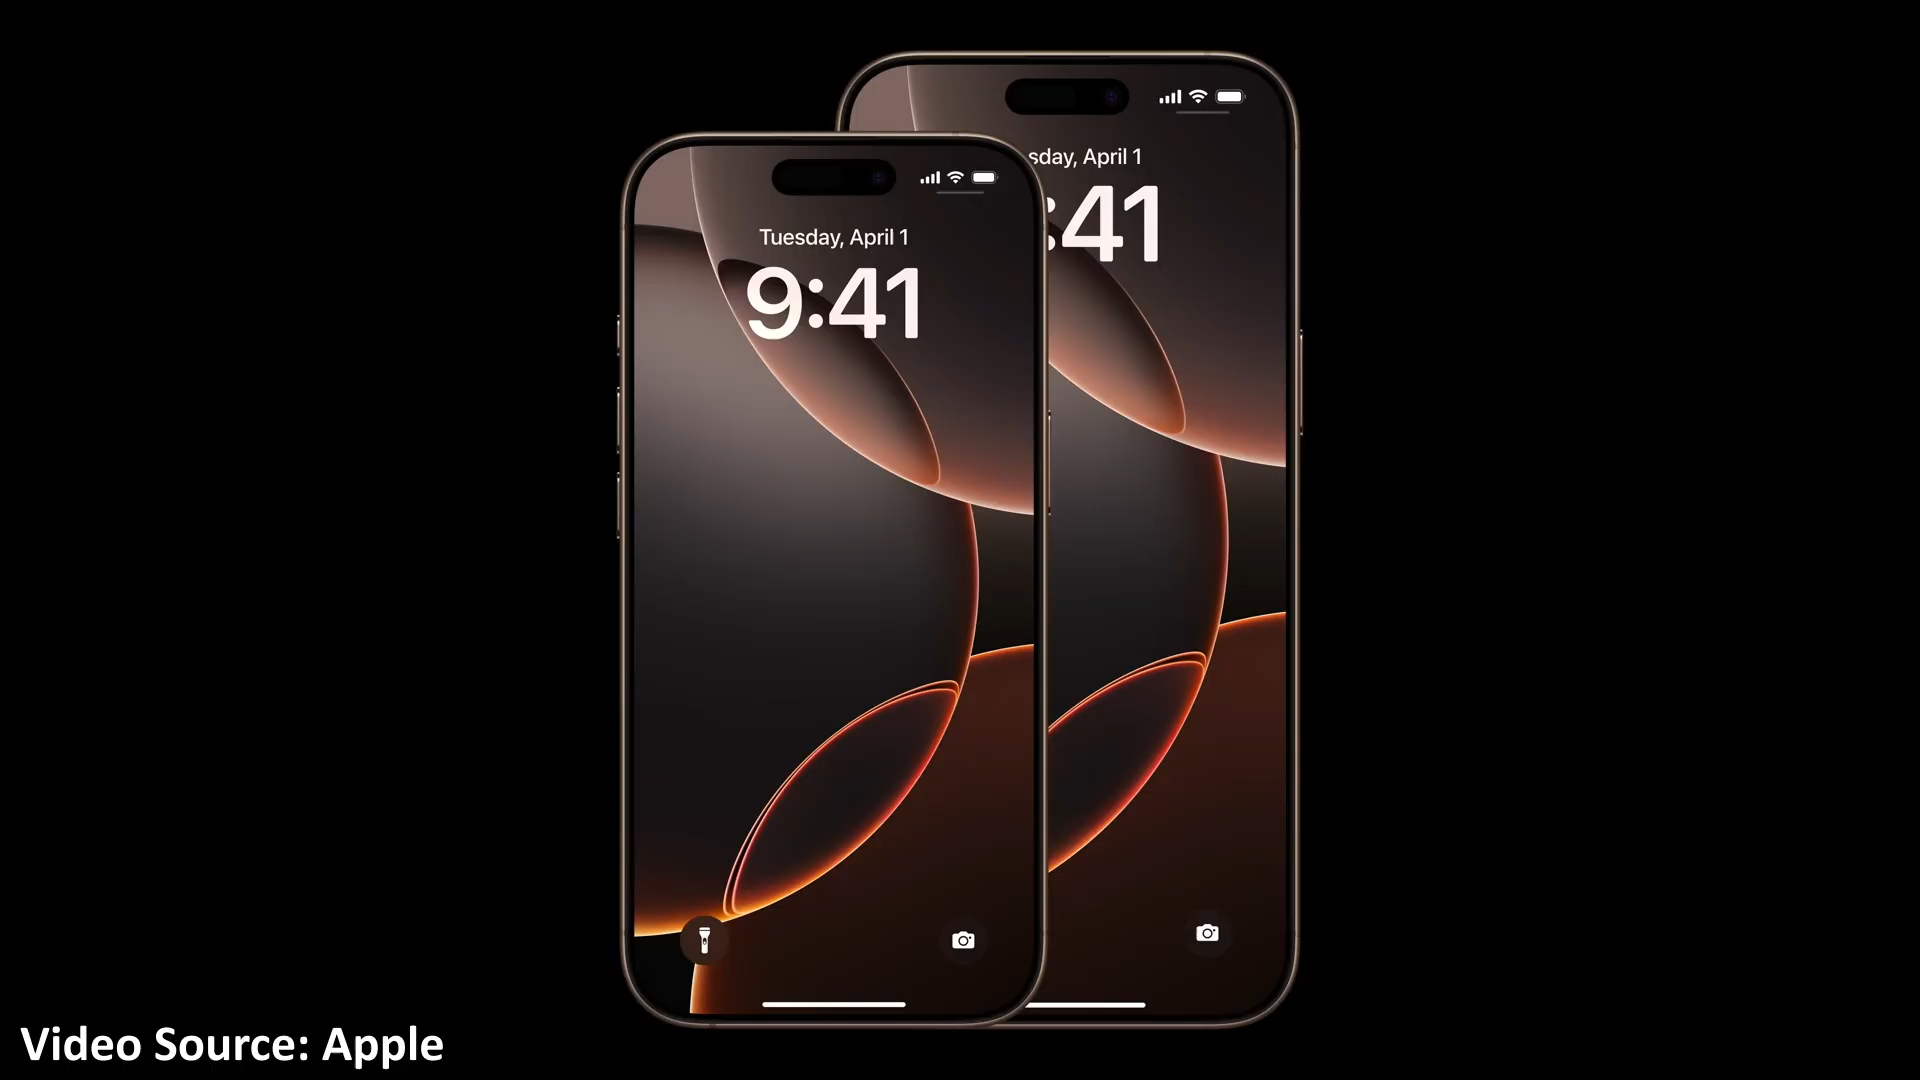 Tuesday, April 1
9:41
sday, April 1
:41
Video Source: Apple